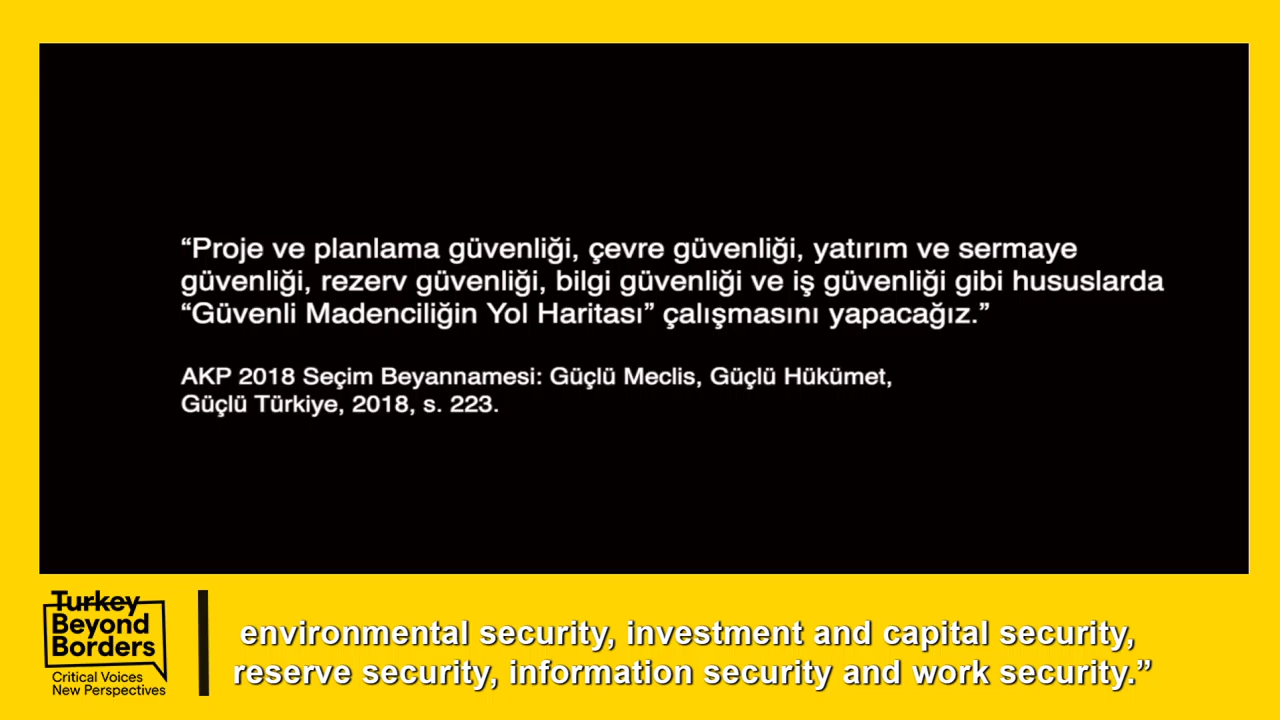 “Proje ve planlama güvenliği, çevre güvenliği, yatırım ve sermaye
güvenliği, rezerv güvenliği, bilgi güvenliği ve iş güvenliği gibi hususlarda
“Güvenli Madenciliğin Yol Haritası” çalışmasını yapacağız.”
AKP 2018 Seçim Beyannamesi: Güçlü Meclis, Güçlü Hükümet,
Güçlü Türkiye, 2018, s. 223.
Turkey
Beyond
Borders
Critical Voices
New Perspectives
environmental security, investment and capital security,
reserve security, information security and work security.”